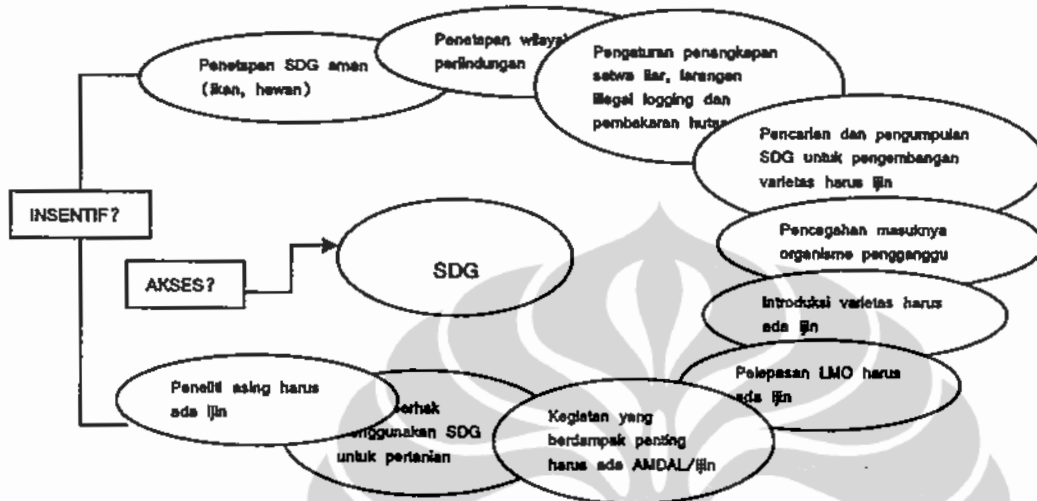 Penetapan SDG aman
(ikan, hewan)
Penetapan wilayah
perlindungan
Pengaturan penangkapan
satwa liar, larangan
illegal logging dan
pembakaran hutan
Pencarian dan pengumpulan
SDG untuk pengembangan
varietas harus ijin
Pencegahan masuknya
organisme pengganggu
Introduksi varietas harus
ada ijin
Pelepasan LMO harus
ada ijin
Kegiatan yang
berdampak penting
harus ada AMDAL/ijin
berhak
menggunakan SDG
untuk pertanian
Peneliti asing harus
ada ijin
INSENTIF?
AKSES?
SDG